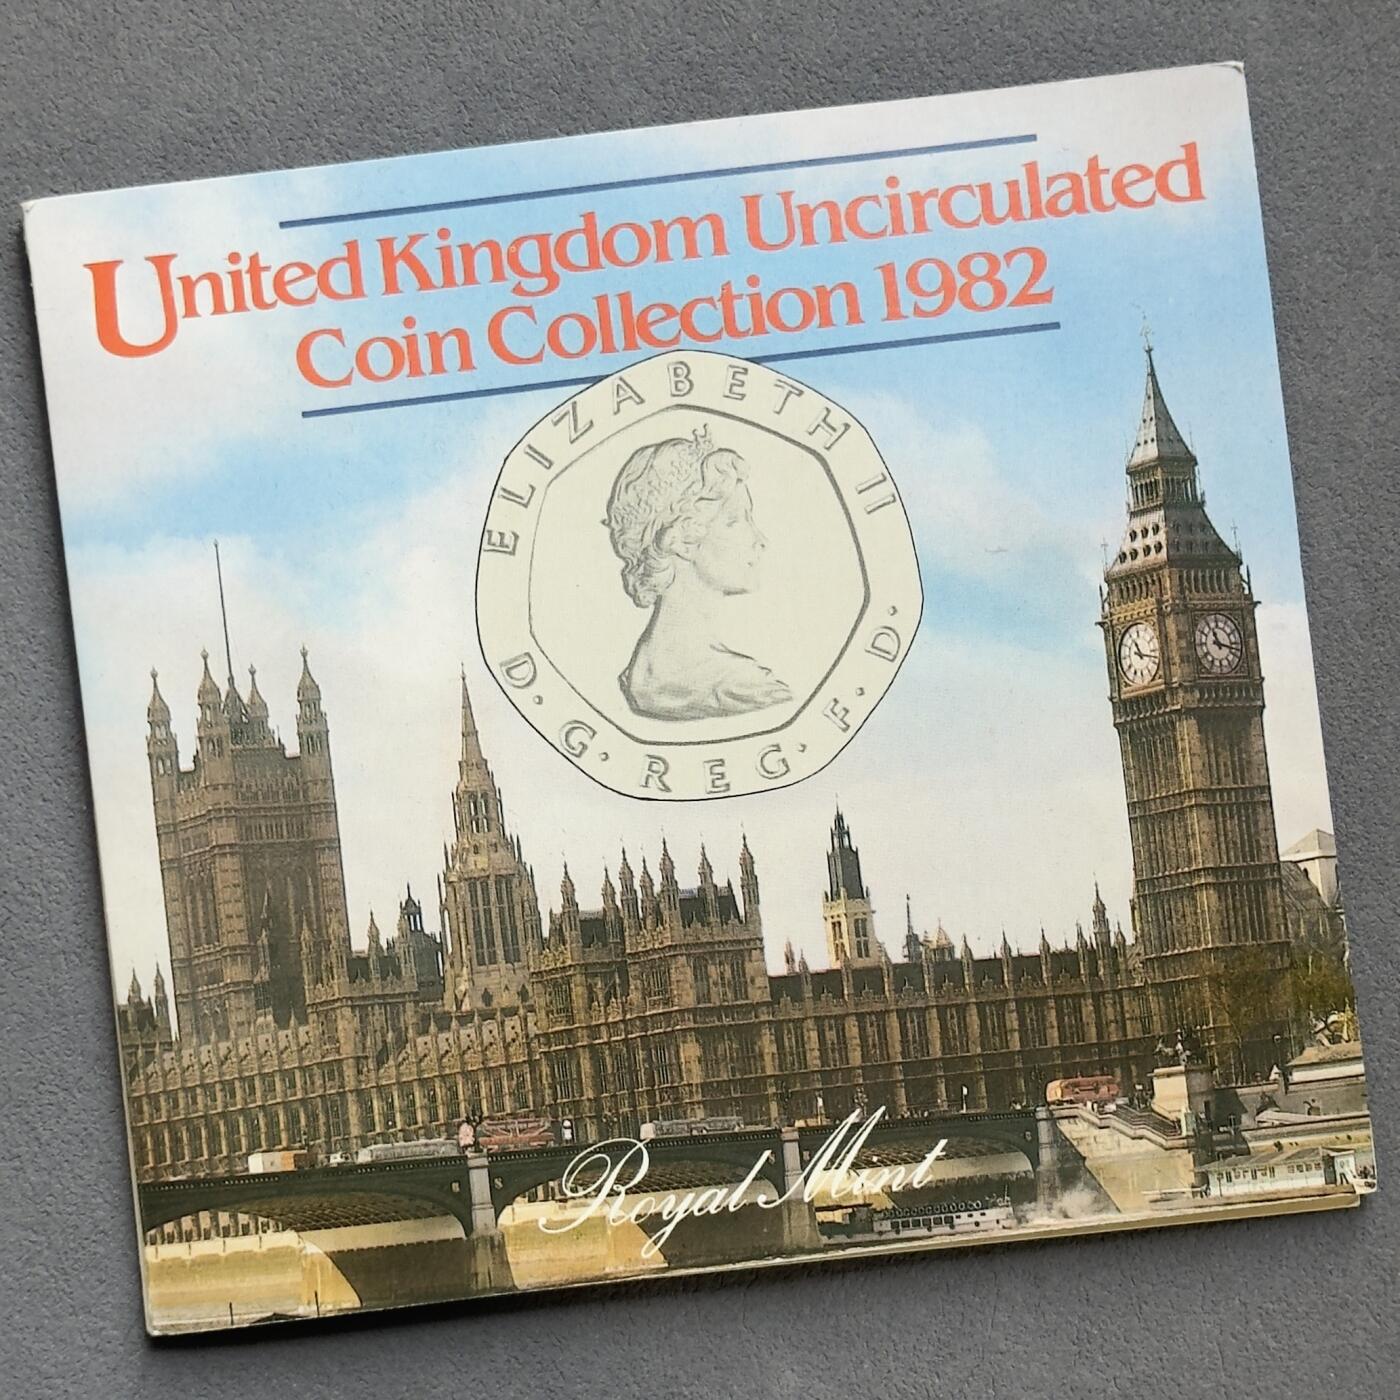 United Kingdom Uncirculated
Coin Collection 1982
ELIZABETH II
D·G·REG·F·D·
Royal Mint